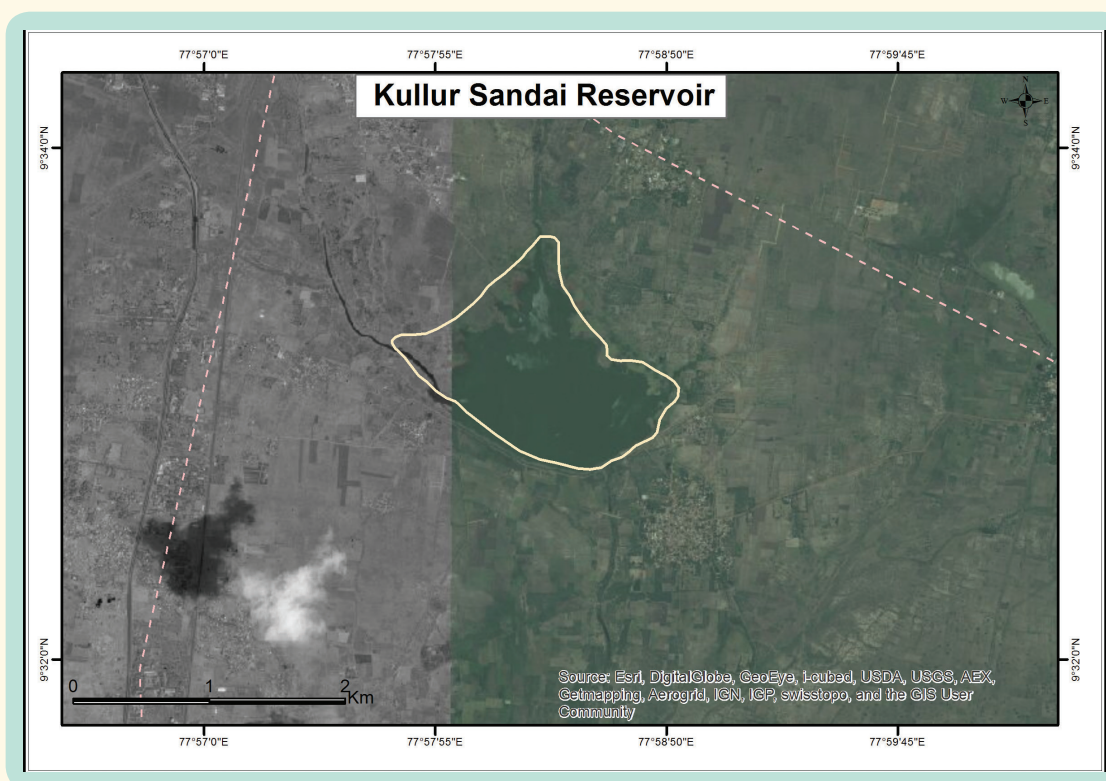 77°57'0"E 77°57'55"E 77°58'50"E 77°59'45"E
Kullur Sandai Reservoir
N
W E
S
9°34'0"N 9°34'0"N
9°32'0"N 9°32'0"N
Source: Esri, DigitalGlobe, GeoEye, i-cubed, USDA, USGS, AEX,
Getmapping, Aerogrid, IGN, IGP, swisstopo, and the GIS User
Community
0 1 2
Km
77°57'0"E 77°57'55"E 77°58'50"E 77°59'45"E